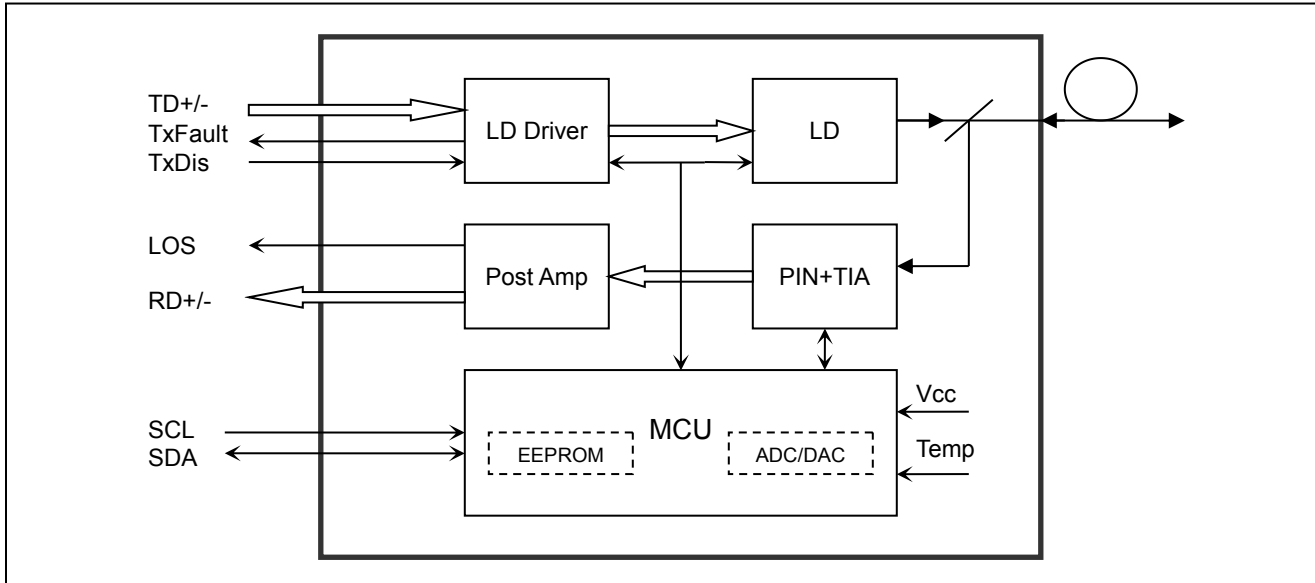 TD+/-
TxFault
TxDis
LD Driver
LD
LOS
RD+/-
Post Amp
PIN+TIA
SCL
SDA
MCU
EEPROM
ADC/DAC
Vcc
Temp